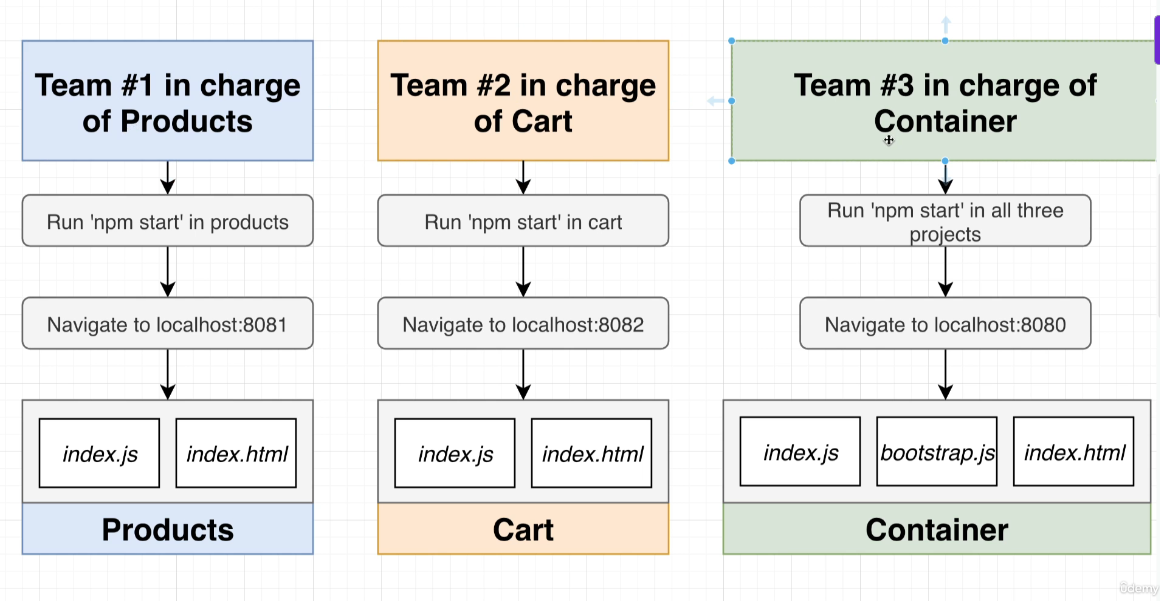 Team #1 in charge
of Products
Team #2 in charge
of Cart
Team #3 in charge of
Container
Run 'npm start' in products
Run 'npm start' in cart
Run 'npm start' in all three
projects
Navigate to localhost:8081
Navigate to localhost:8082
Navigate to localhost:8080
index.js
index.html
index.js
index.html
index.js
bootstrap.js
index.html
Products
Cart
Container
ûdemy